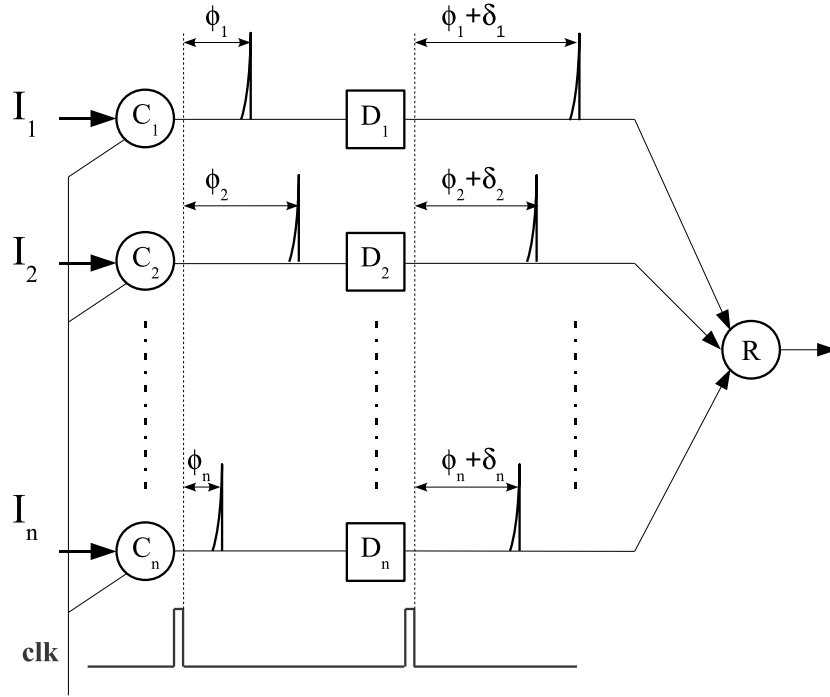 ϕ₁ ϕ₁+δ₁
I₁ C₁ D₁
ϕ₂ ϕ₂+δ₂
I₂ C₂ D₂
R
ϕₙ ϕₙ+δₙ
Iₙ Cₙ Dₙ
clk